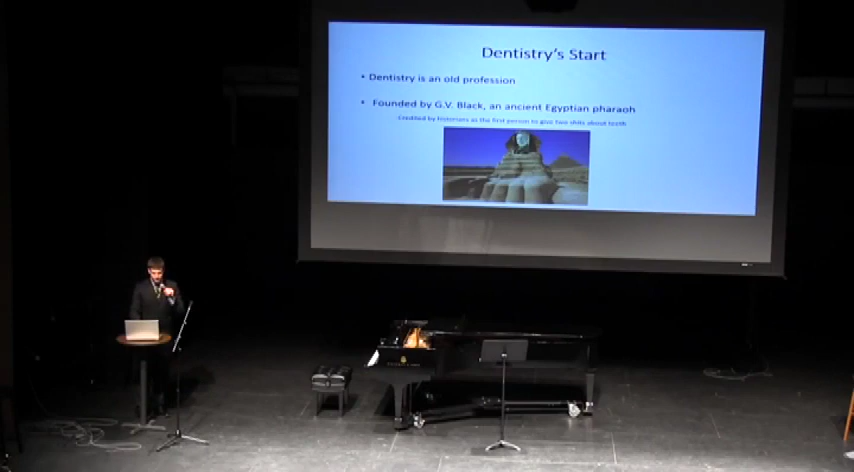 Dentistry's Start
• Dentistry is an old profession
• Founded by G.V. Black, an ancient Egyptian pharaoh
Credited by historians as the first person to give two shits about teeth